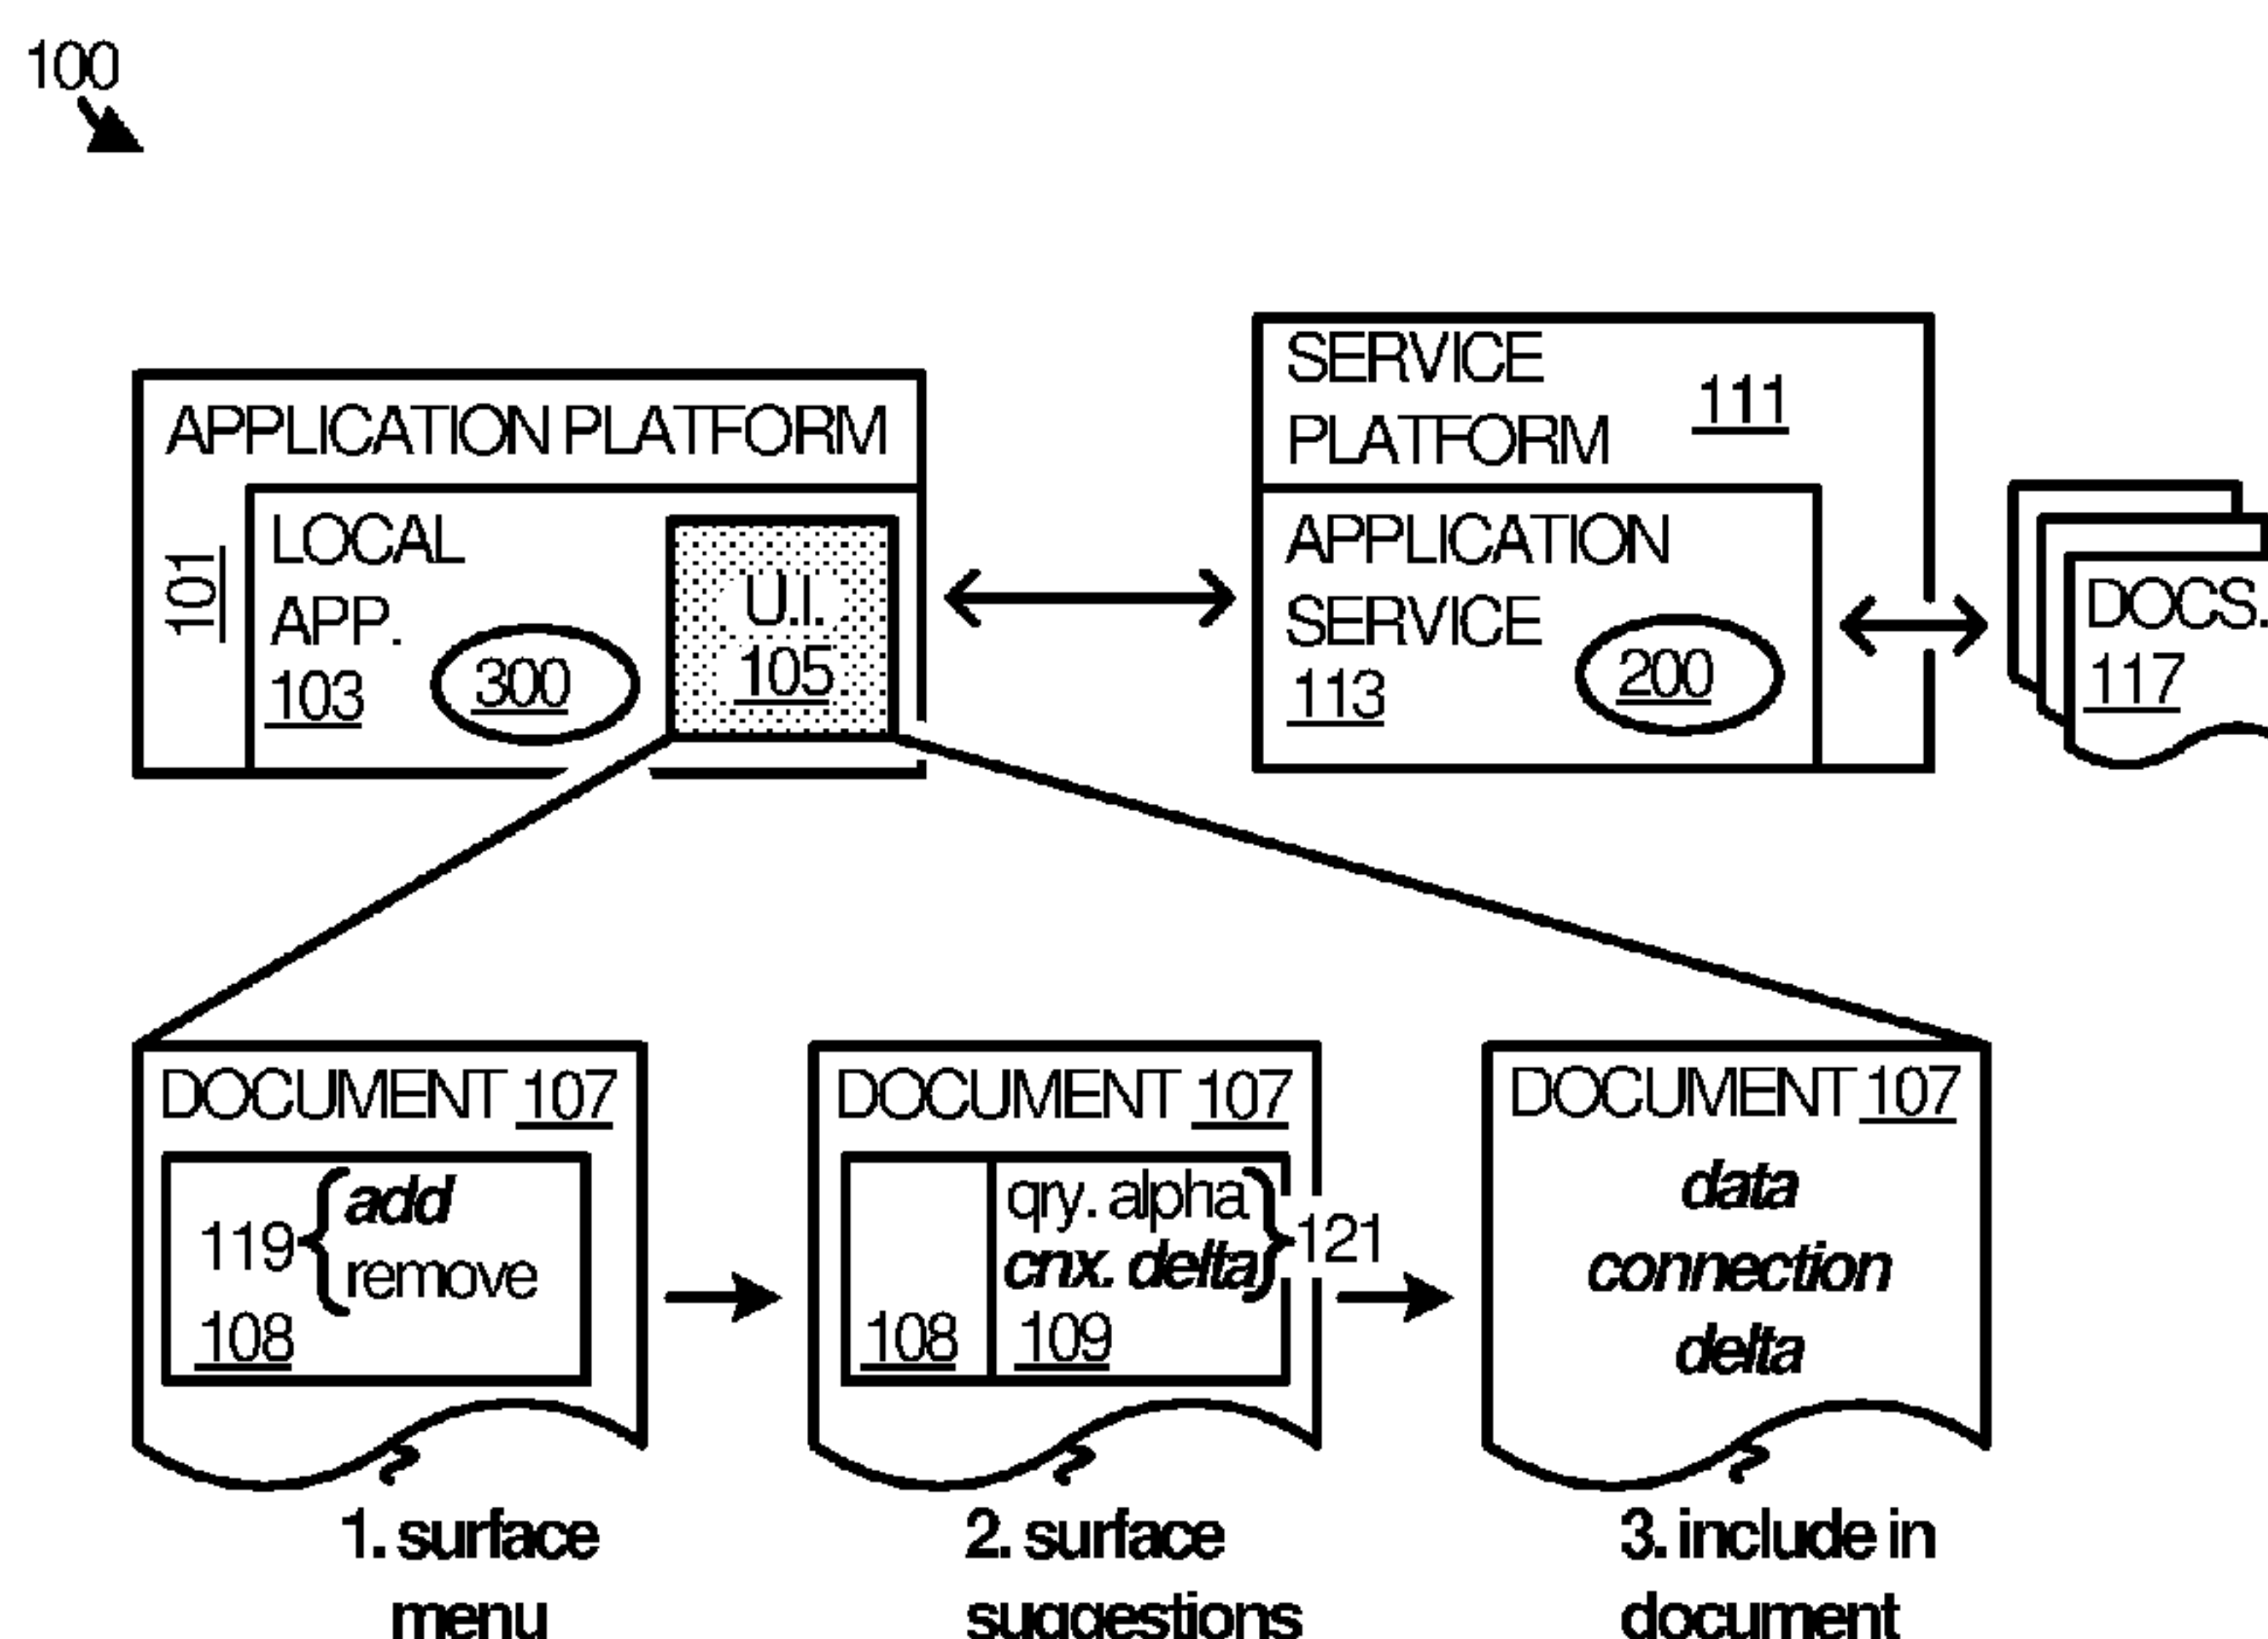 100
APPLICATION PLATFORM
101
LOCAL
APP.
103
300
U.I.
105
SERVICE
PLATFORM
111
APPLICATION
SERVICE
113
200
DOCS.
117
DOCUMENT 107
119
add
remove
108
DOCUMENT 107
qry. alpha
cnx. delta
121
108
109
DOCUMENT 107
data
connection
delta
1. surface
menu
2. surface
suggestions
3. include in
document